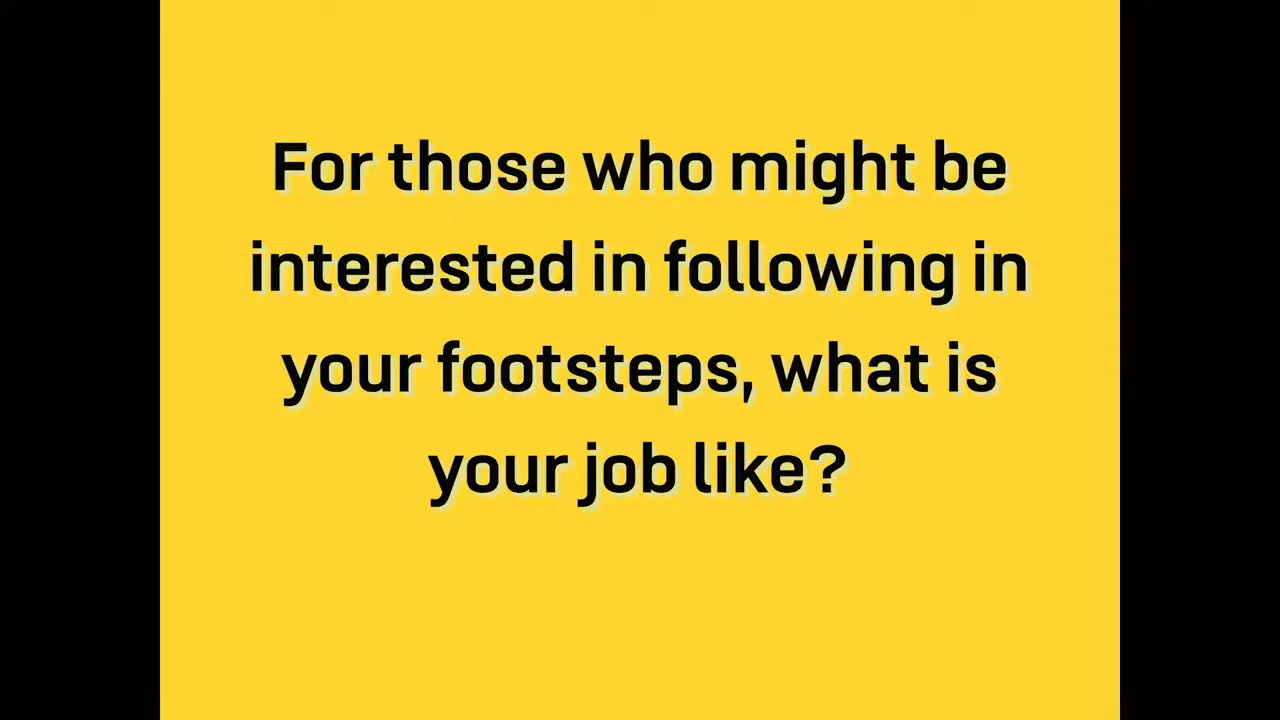 For those who might be
interested in following in
your footsteps, what is
your job like?